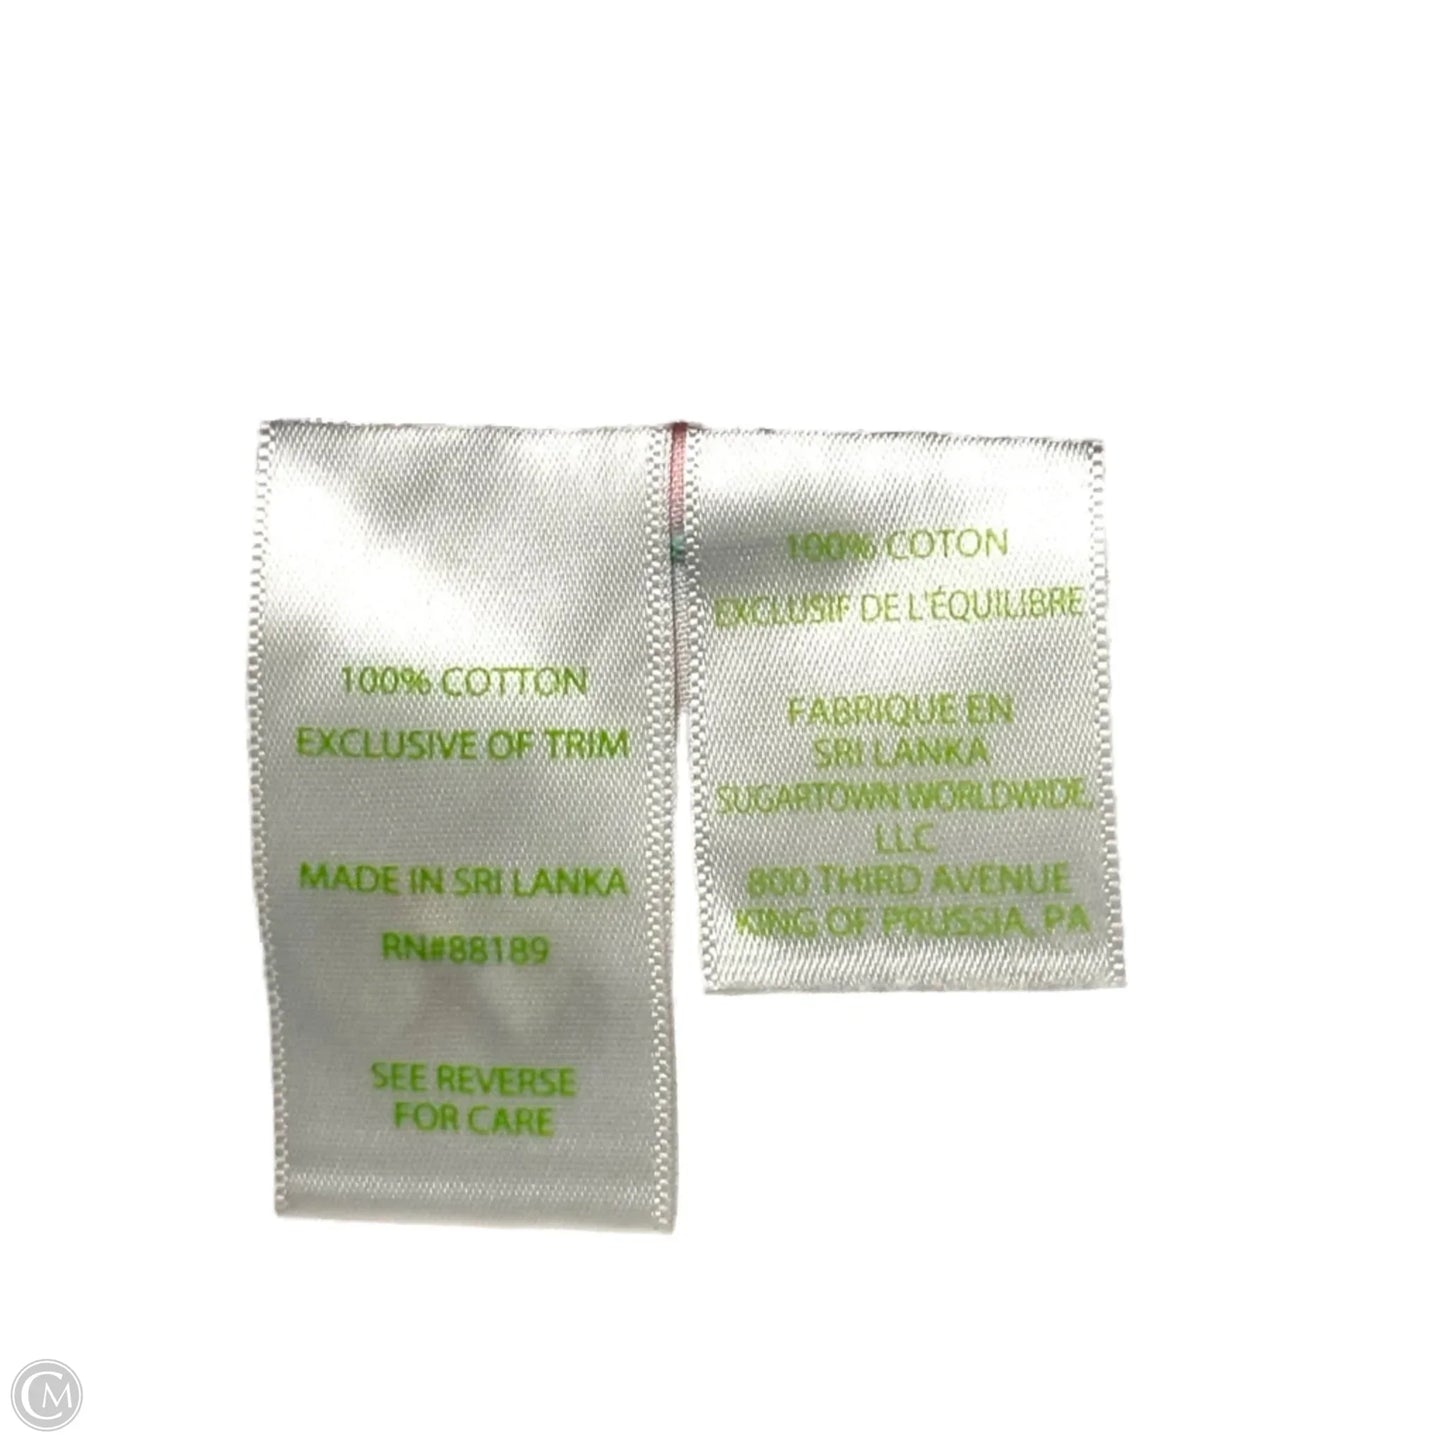 100% COTTON
EXCLUSIVE OF TRIM
MADE IN SRI LANKA
RN#88189
SEE REVERSE
FOR CARE
100% COTON
EXCLUSIF DE L'ÉQUILIBRE
FABRIQUE EN
SRI LANKA
SUGARTOWN WORLDWIDE,
LLC
800 THIRD AVENUE
KING OF PRUSSIA, PA
CM